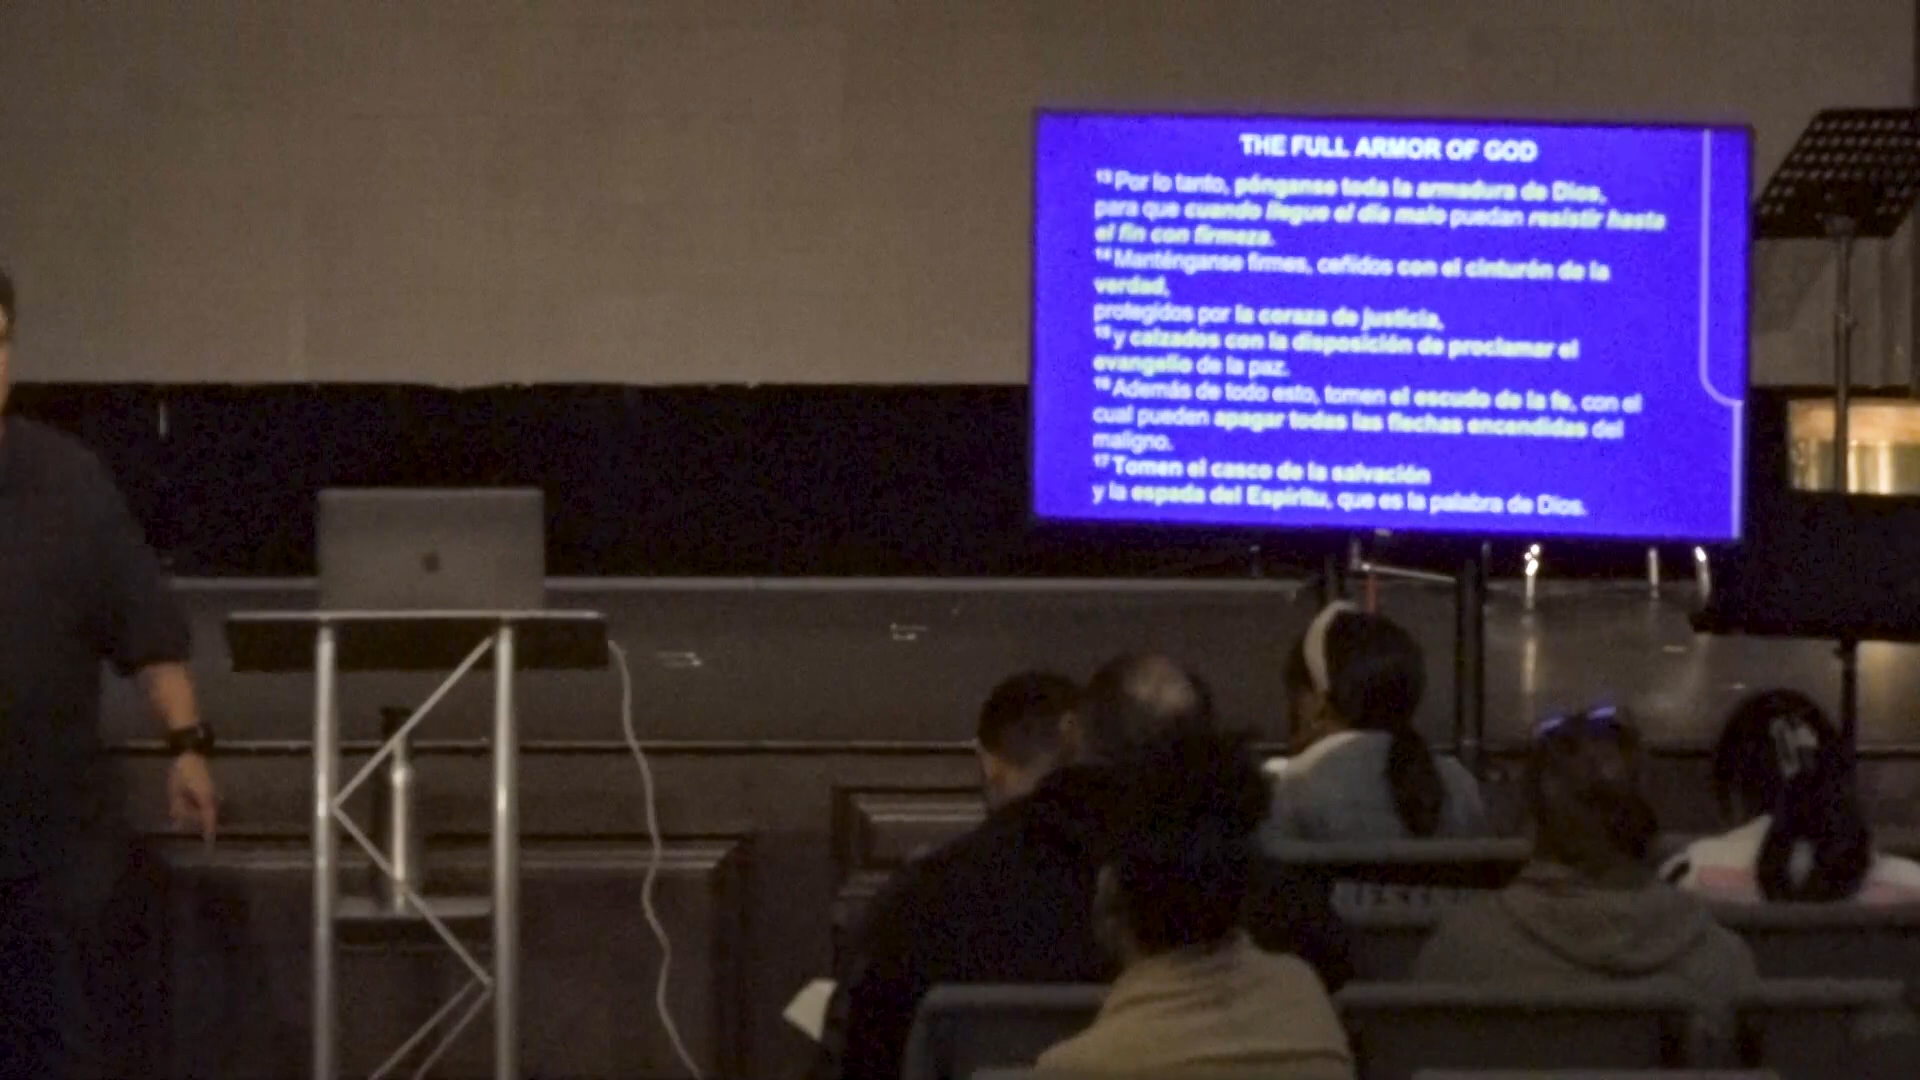 THE FULL ARMOR OF GOD
13 Por lo tanto, pónganse toda la armadura de Dios,
para que cuando llegue el día malo puedan resistir hasta
el fin con firmeza.
14 Manténganse firmes, ceñidos con el cinturón de la
verdad,
protegidos por la coraza de justicia,
15 y calzados con la disposición de proclamar el
evangelio de la paz.
16 Además de todo esto, tomen el escudo de la fe, con el
cual pueden apagar todas las flechas encendidas del
maligno.
17 Tomen el casco de la salvación
y la espada del Espíritu, que es la palabra de Dios.